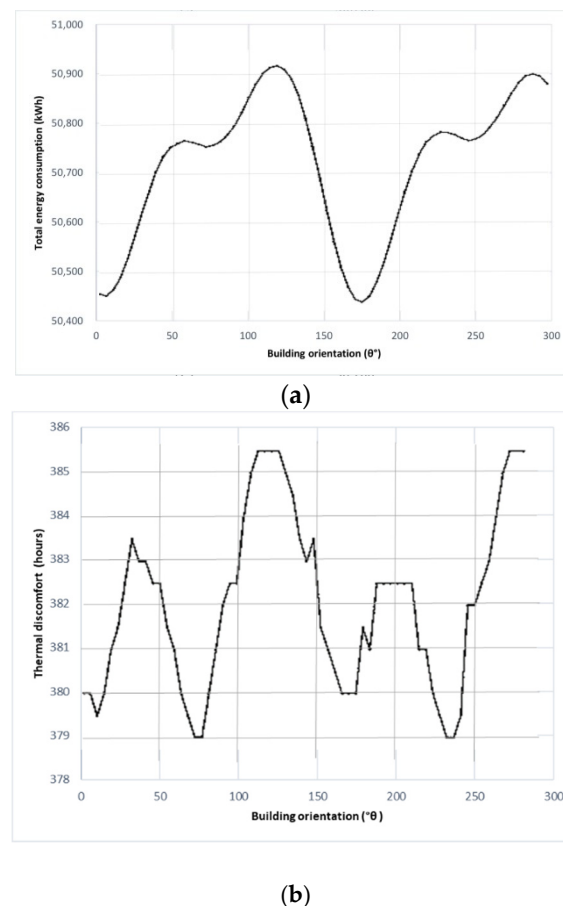 51,000
50,900
50,800
50,700
50,600
50,500
50,400
Total energy consumption (kWh)
0 50 100 150 200 250 300
Building orientation (θ°)
(a)
386
385
384
383
382
381
380
379
378
Thermal discomfort (hours)
0 50 100 150 200 250 300
Building orientation (°θ )
(b)